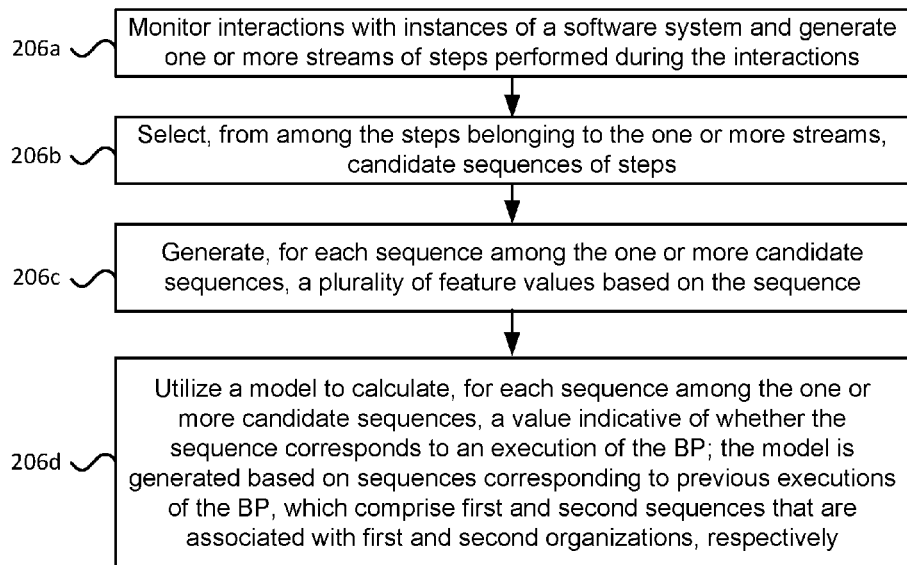 206a
Monitor interactions with instances of a software system and generate
one or more streams of steps performed during the interactions
206b
Select, from among the steps belonging to the one or more streams,
candidate sequences of steps
206c
Generate, for each sequence among the one or more candidate
sequences, a plurality of feature values based on the sequence
206d
Utilize a model to calculate, for each sequence among the one or
more candidate sequences, a value indicative of whether the
sequence corresponds to an execution of the BP; the model is
generated based on sequences corresponding to previous executions
of the BP, which comprise first and second sequences that are
associated with first and second organizations, respectively